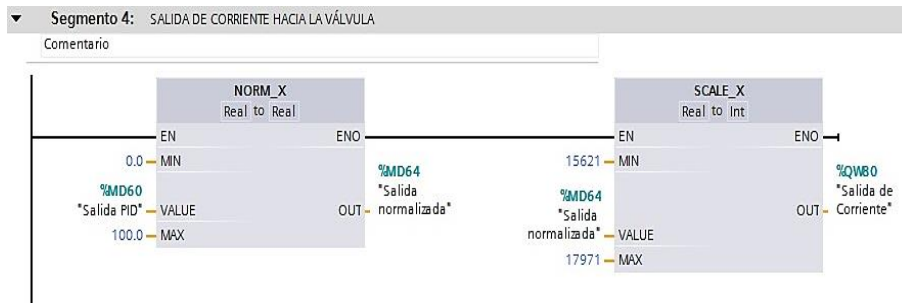 Segmento 4: SALIDA DE CORRIENTE HACIA LA VÁLVULA
Comentario
NORM_X
Real to Real
EN ENO
0.0 MIN
%MD60
"Salida PID" VALUE
100.0 MAX
%MD64
"Salida
OUT normalizada"
SCALE_X
Real to Int
EN ENO
15621 MIN
%MD64
"Salida
normalizada" VALUE
17971 MAX
%QW80
"Salida de
OUT Corriente"